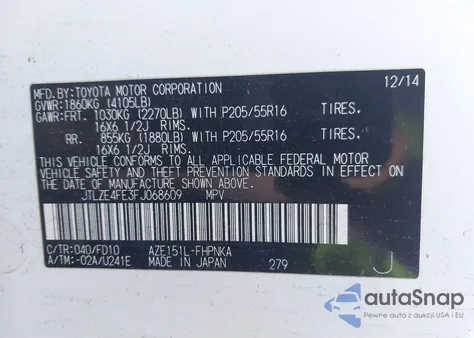 MFD. BY: TOYOTA MOTOR CORPORATION 12/14
GVWR: 1860KG (4105LB)
GAWR: FRT. 1030KG (2270LB) WITH P205/55R16 TIRES.
16X6 1/2J RIMS.
RR. 855KG (1880LB) WITH P205/55R16 TIRES.
16X6 1/2J RIMS.
THIS VEHICLE CONFORMS TO ALL APPLICABLE FEDERAL MOTOR
VEHICLE SAFETY AND THEFT PREVENTION STANDARDS IN EFFECT ON
THE DATE OF MANUFACTURE SHOWN ABOVE.
JTLZE4FE3FJ068609 MPV
C/TR: 040/FD10 AZE151L-FHPNKA
A/TM: -02A/U241E MADE IN JAPAN 279 J
autoSnap
Pewne auta z USA i EU